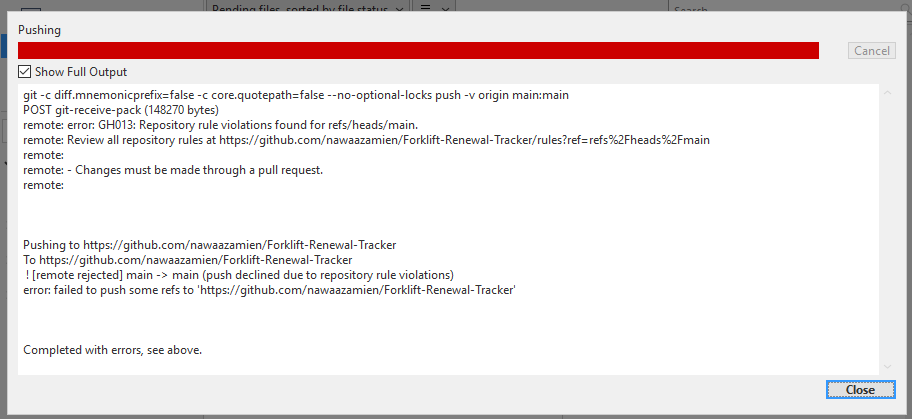 Pending files, sorted by file status
Search
Pushing
Cancel
Show Full Output
git -c diff.mnemonicprefix=false -c core.quotepath=false --no-optional-locks push -v origin main:main
POST git-receive-pack (148270 bytes)
remote: error: GH013: Repository rule violations found for refs/heads/main.
remote: Review all repository rules at https://github.com/nawaazamien/Forklift-Renewal-Tracker/rules?ref=refs%2Fheads%2Fmain
remote:
remote: - Changes must be made through a pull request.
remote:
Pushing to https://github.com/nawaazamien/Forklift-Renewal-Tracker
To https://github.com/nawaazamien/Forklift-Renewal-Tracker
! [remote rejected] main -> main (push declined due to repository rule violations)
error: failed to push some refs to 'https://github.com/nawaazamien/Forklift-Renewal-Tracker'
Completed with errors, see above.
Close